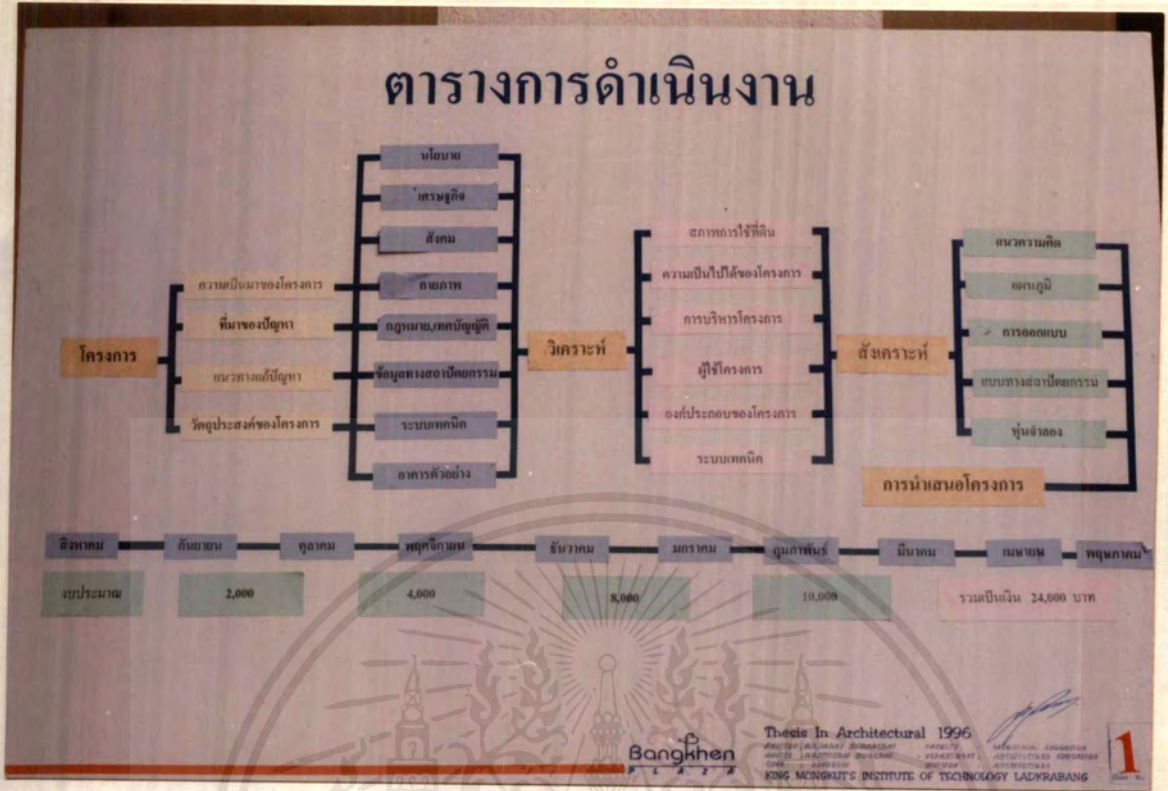 ตารางการดำเนินงาน
โครงการ
ความเป็นมาของโครงการ
ที่มาของปัญหา
แนวทางแก้ปัญหา
วัตถุประสงค์ของโครงการ
นโยบาย
เศรษฐกิจ
สังคม
กายภาพ
กฎหมาย,เทศบัญญัติ
ข้อมูลทางสถาปัตยกรรม
ระบบเทคนิค
อาคารตัวอย่าง
วิเคราะห์
สภาพการใช้ที่ดิน
ความเป็นไปได้ของโครงการ
การบริหารโครงการ
ผู้ใช้โครงการ
องค์ประกอบของโครงการ
ระบบเทคนิค
สังเคราะห์
แนวความคิด
แผนภูมิ
การออกแบบ
แบบทางสถาปัตยกรรม
หุ่นจำลอง
การนำเสนอโครงการ
สิงหาคม กันยายน ตุลาคม พฤศจิกายน ธันวาคม มกราคม กุมภาพันธ์ มีนาคม เมษายน พฤษภาคม
งบประมาณ 2,000 4,000 8,000 10,000 รวมเป็นเงิน 24,000 บาท
Bangkhen
PLAZA
Thesis In Architectural 1996
KING MONGKUT'S INSTITUTE OF TECHNOLOGY LADKRABANG
1